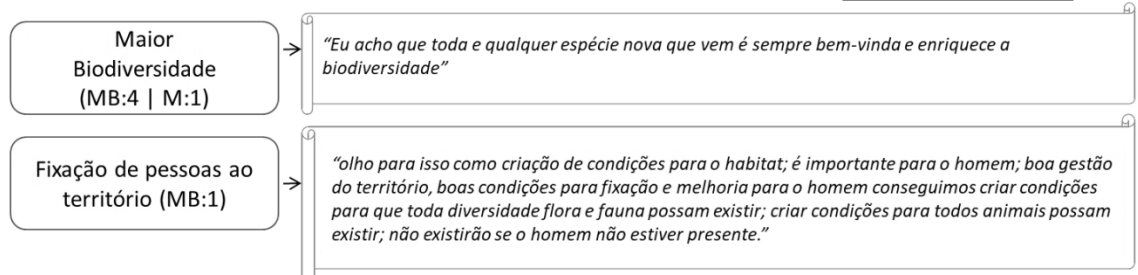 Maior
Biodiversidade
(MB:4 | M:1)
“Eu acho que toda e qualquer espécie nova que vem é sempre bem-vinda e enriquece a
biodiversidade”
Fixação de pessoas ao
território (MB:1)
“olho para isso como criação de condições para o habitat; é importante para o homem; boa gestão
do território, boas condições para fixação e melhoria para o homem conseguimos criar condições
para que toda diversidade flora e fauna possam existir; criar condições para todos animais possam
existir; não existirão se o homem não estiver presente.”